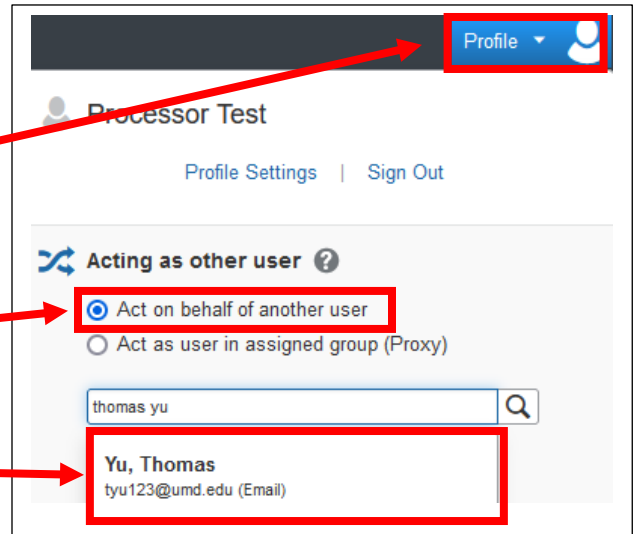 Profile
Processor Test
Profile Settings | Sign Out
Acting as other user ?
Act on behalf of another user
Act as user in assigned group (Proxy)
thomas yu
Yu, Thomas
tyu123@umd.edu (Email)